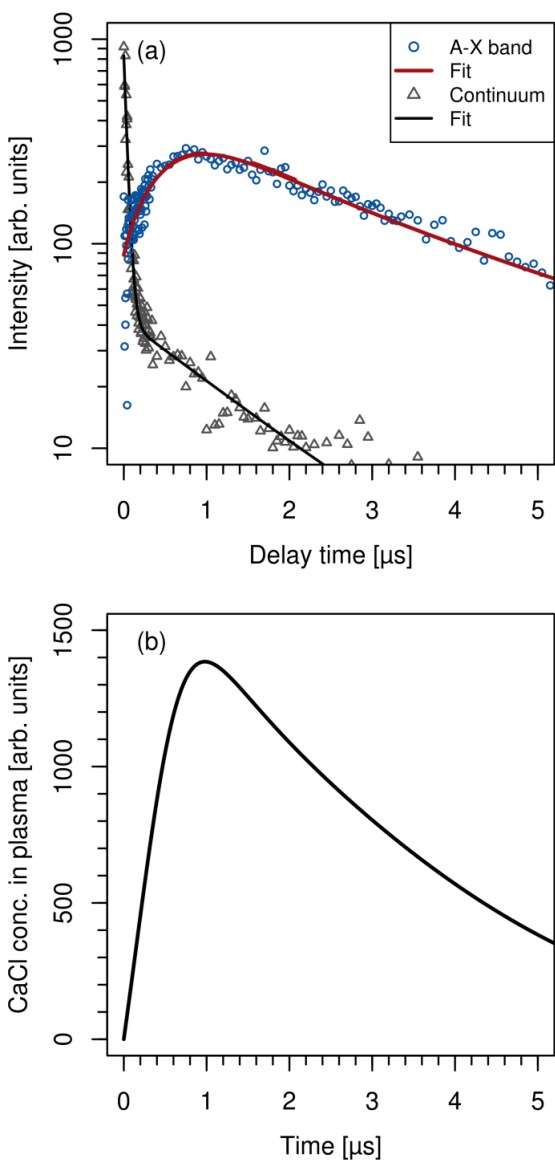 (a)
A-X band
Fit
Continuum
Fit
1000
100
10
Intensity [arb. units]
0 1 2 3 4 5
Delay time [µs]
(b)
1500
1000
500
0
CaCl conc. in plasma [arb. units]
0 1 2 3 4 5
Time [µs]